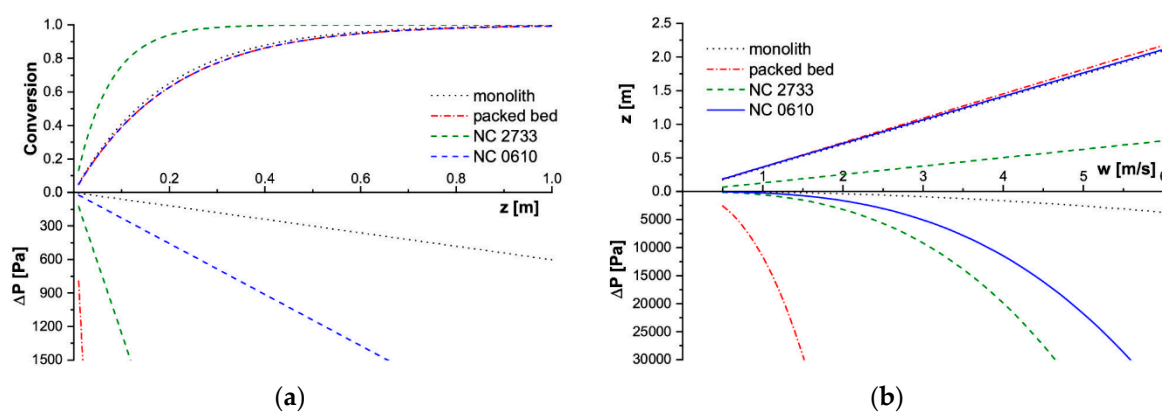 1.0
0.8
0.6
0.4
0.2
0.0
Conversion
monolith
packed bed
NC 2733
NC 0610
0.2
0.4
0.6
0.8
1.0
z [m]
300
600
900
1200
1500
ΔP [Pa]
(a)
2.5
2.0
1.5
1.0
0.5
0.0
z [m]
monolith
packed bed
NC 2733
NC 0610
1
2
3
4
5
6
w [m/s]
5000
10000
15000
20000
25000
30000
ΔP [Pa]
(b)